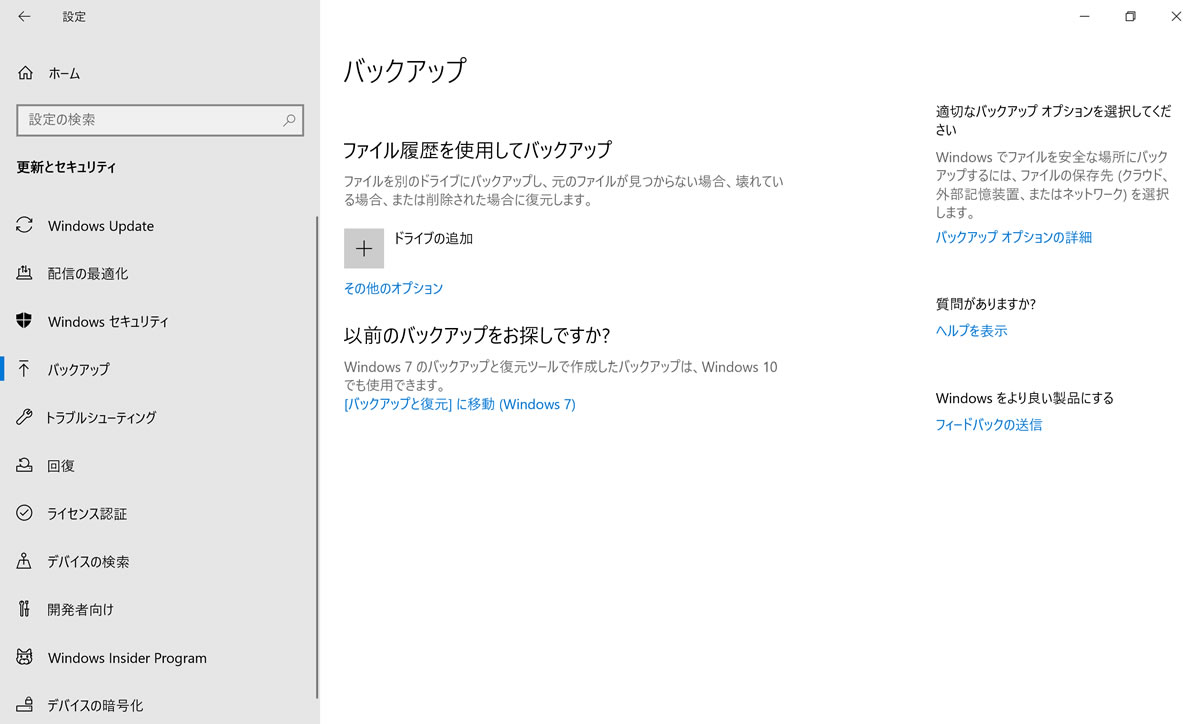 設定
ホーム
設定の検索
更新とセキュリティ
Windows Update
配信の最適化
Windows セキュリティ
バックアップ
トラブルシューティング
回復
ライセンス認証
デバイスの検索
開発者向け
Windows Insider Program
デバイスの暗号化
バックアップ
ファイル履歴を使用してバックアップ
ファイルを別のドライブにバックアップし、元のファイルが見つからない場合、壊れてい
る場合、または削除された場合に復元します。
ドライブの追加
その他のオプション
以前のバックアップをお探しですか?
Windows 7 のバックアップと復元ツールで作成したバックアップは、Windows 10
でも使用できます。
[バックアップと復元] に移動 (Windows 7)
適切なバックアップ オプションを選択してくだ
さい
Windows でファイルを安全な場所にバック
アップするには、ファイルの保存先 (クラウド、
外部記憶装置、またはネットワーク) を選択
します。
バックアップ オプションの詳細
質問がありますか?
ヘルプを表示
Windows をより良い製品にする
フィードバックの送信